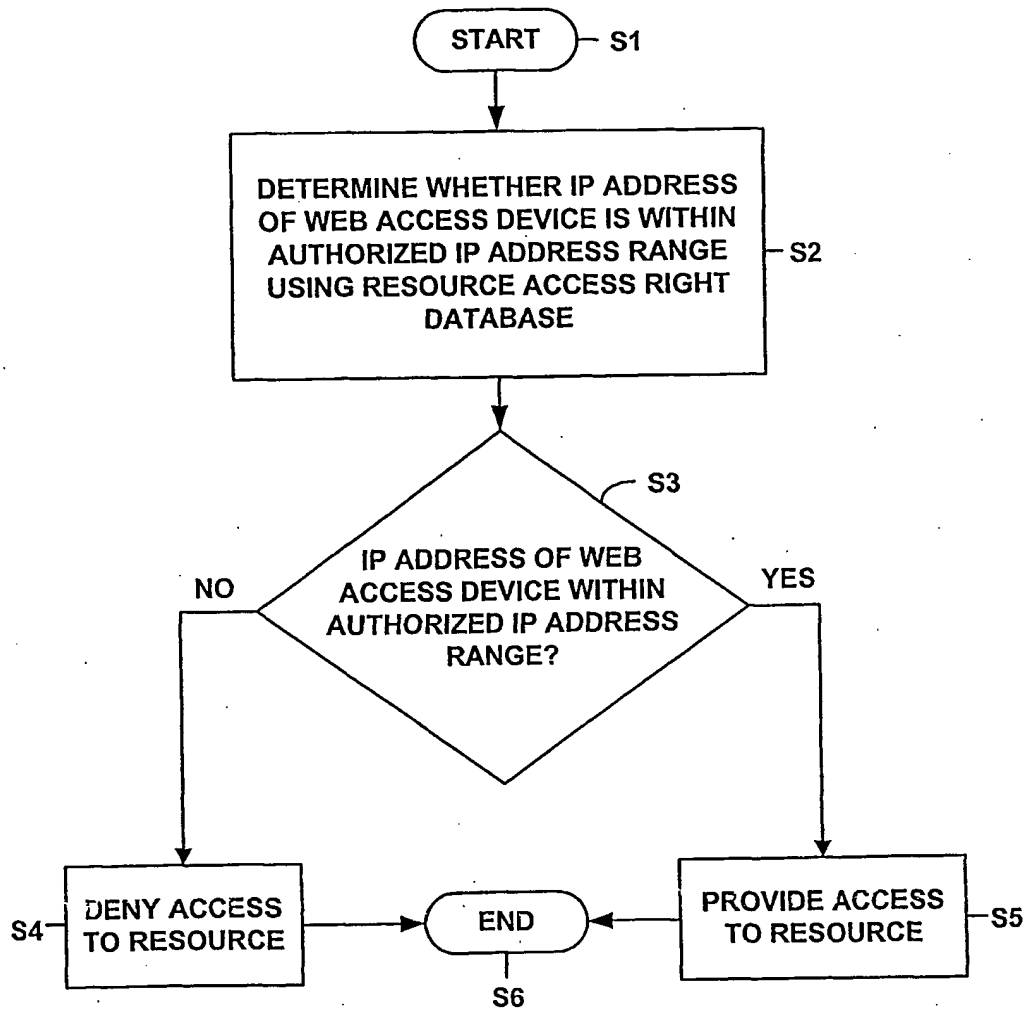 START
S1
DETERMINE WHETHER IP ADDRESS
OF WEB ACCESS DEVICE IS WITHIN
AUTHORIZED IP ADDRESS RANGE
USING RESOURCE ACCESS RIGHT
DATABASE
S2
S3
IP ADDRESS OF WEB
ACCESS DEVICE WITHIN
AUTHORIZED IP ADDRESS
RANGE?
NO
YES
S4
DENY ACCESS
TO RESOURCE
END
S6
PROVIDE ACCESS
TO RESOURCE
S5